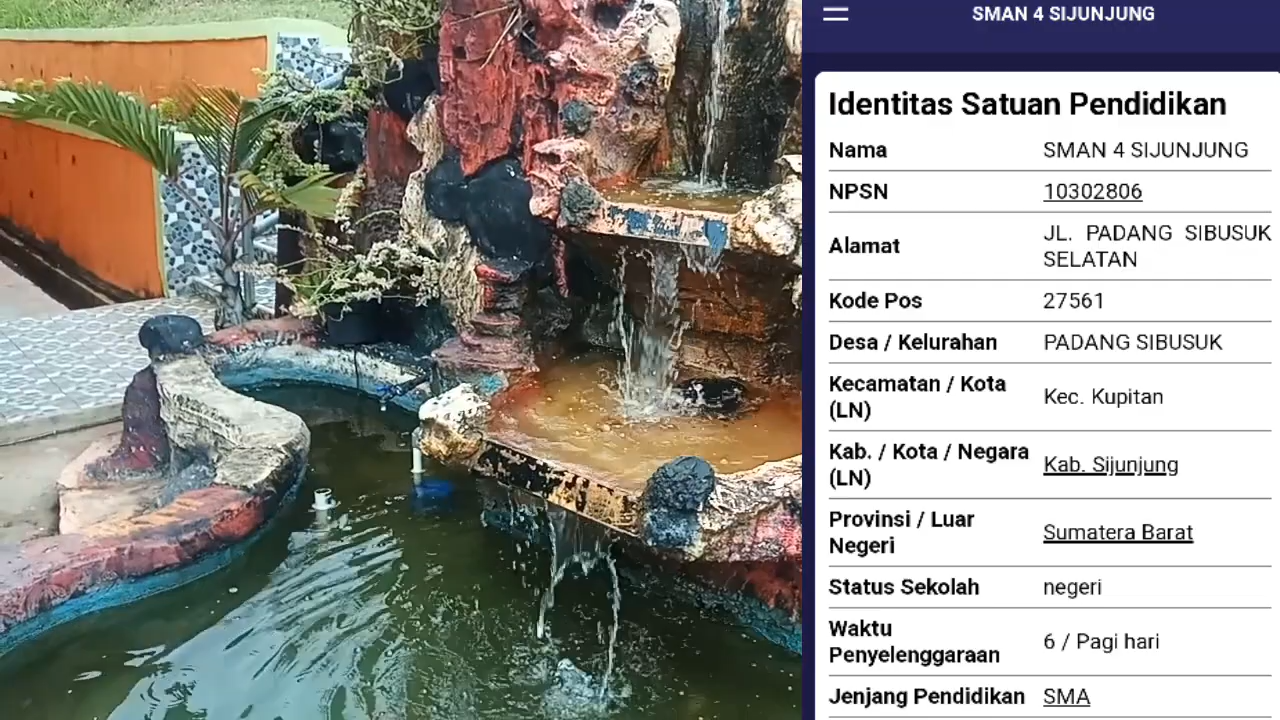 SMAN 4 SIJUNJUNG
Identitas Satuan Pendidikan
Nama SMAN 4 SIJUNJUNG
NPSN 10302806
Alamat JL. PADANG SIBUSUK
SELATAN
Kode Pos 27561
Desa / Kelurahan PADANG SIBUSUK
Kecamatan / Kota
(LN) Kec. Kupitan
Kab. / Kota / Negara
(LN) Kab. Sijunjung
Provinsi / Luar
Negeri Sumatera Barat
Status Sekolah negeri
Waktu
Penyelenggaraan 6 / Pagi hari
Jenjang Pendidikan SMA